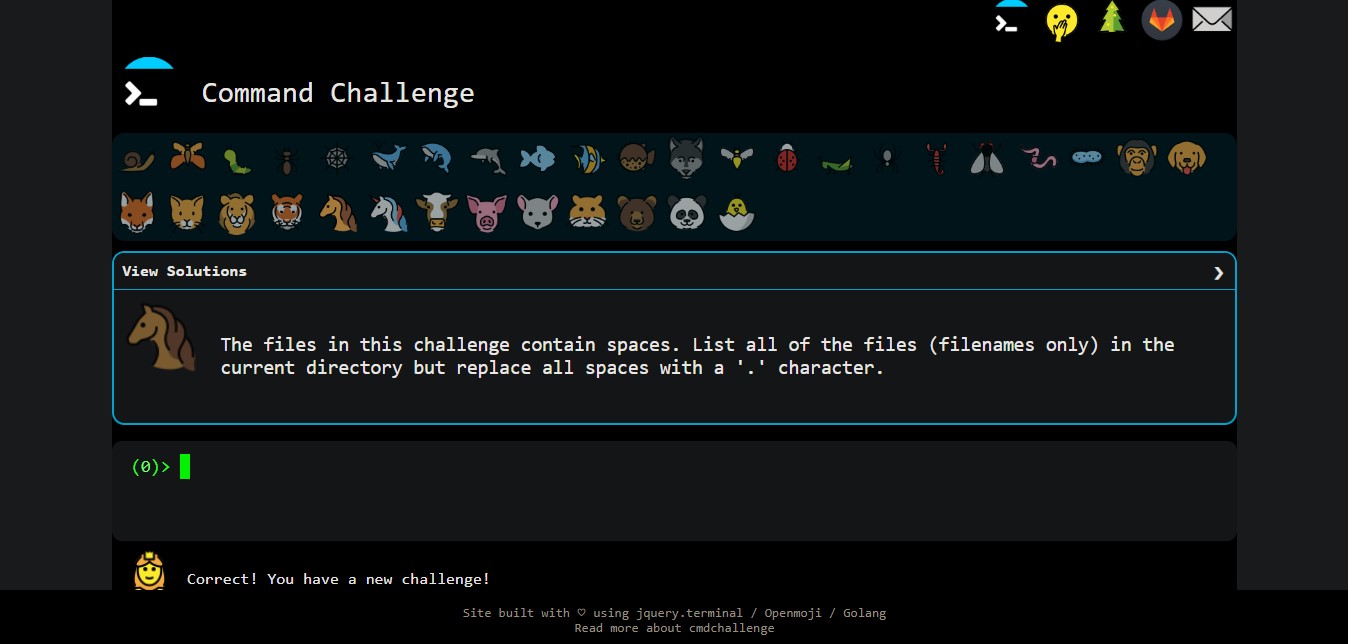 Command Challenge
View Solutions
The files in this challenge contain spaces. List all of the files (filenames only) in the
current directory but replace all spaces with a '.' character.
(0)>
Correct! You have a new challenge!
Site built with ♡ using jquery.terminal / Openmoji / Golang
Read more about cmdchallenge